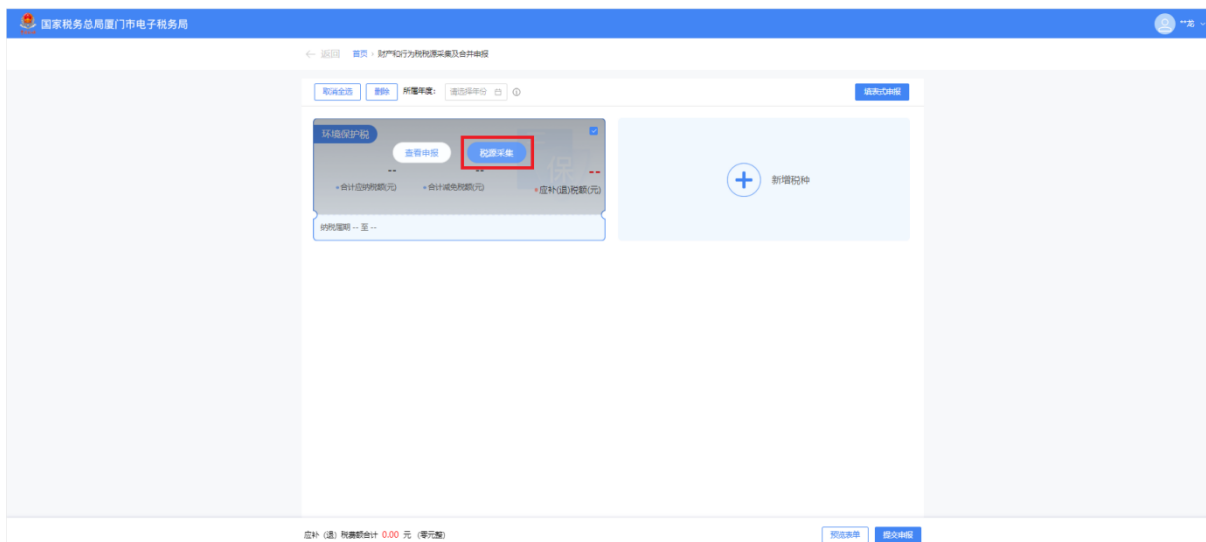 国家税务总局厦门市电子税务局
**龙
返回 首页 › 财产和行为税税源采集及合并申报
取消全选 删除 所属年度: 请选择年份 填表式申报
环境保护税
查看申报 税源采集
保
-- -- --
合计应纳税额(元) 合计减免税额(元) 应补(退)税额(元)
纳税属期 -- 至 --
新增税种
应补 (退) 税费额合计 0.00 元 (零元整)
预览表单 提交申报